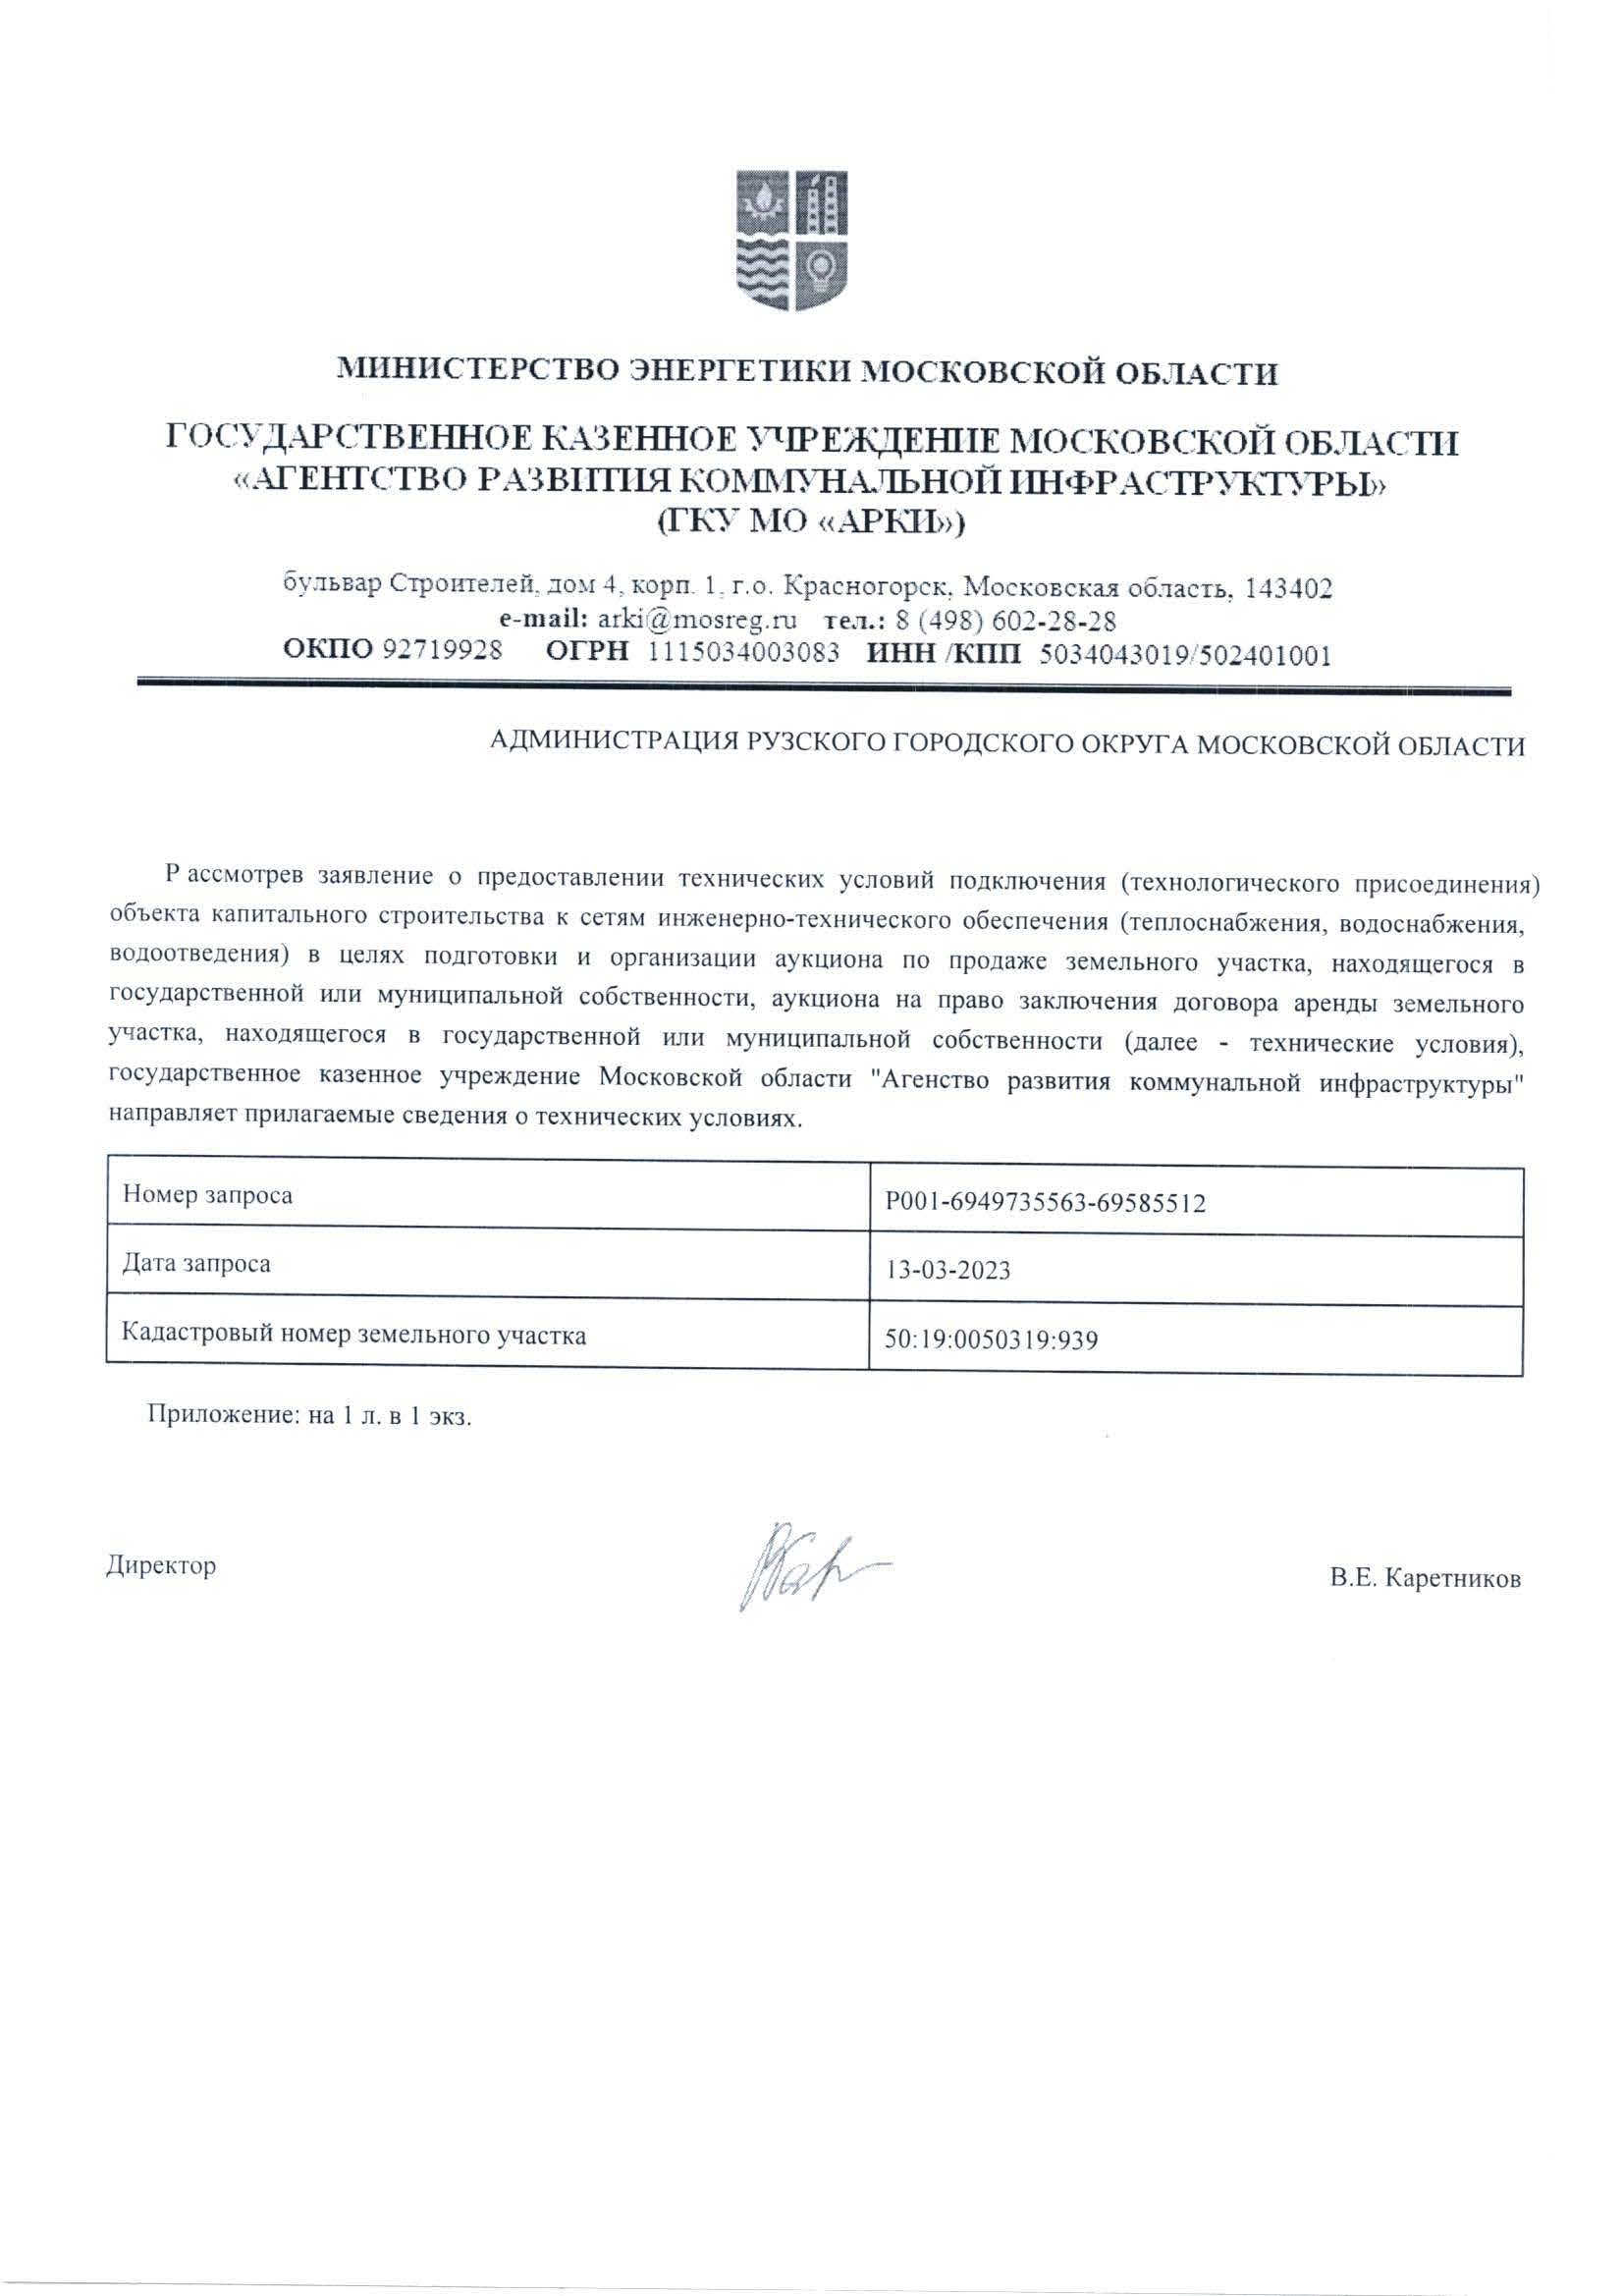 МИНИСТЕРСТВО ЭНЕРГЕТИКИ МОСКОВСКОЙ ОБЛАСТИ
ГОСУДАРСТВЕННОЕ КАЗЕННОЕ УЧРЕЖДЕНИЕ МОСКОВСКОЙ ОБЛАСТИ
«АГЕНТСТВО РАЗВИТИЯ КОММУНАЛЬНОЙ ИНФРАСТРУКТУРЫ»
(ГКУ МО «АРКИ»)
бульвар Строителей, дом 4, корп. 1, г.о. Красногорск, Московская область, 143402
e-mail: arki@mosreg.ru тел.: 8 (498) 602-28-28
ОКПО 92719928 ОГРН 1115034003083 ИНН /КПП 5034043019/502401001
АДМИНИСТРАЦИЯ РУЗСКОГО ГОРОДСКОГО ОКРУГА МОСКОВСКОЙ ОБЛАСТИ
Р ассмотрев заявление о предоставлении технических условий подключения (технологического присоединения)
объекта капитального строительства к сетям инженерно-технического обеспечения (теплоснабжения, водоснабжения,
водоотведения) в целях подготовки и организации аукциона по продаже земельного участка, находящегося в
государственной или муниципальной собственности, аукциона на право заключения договора аренды земельного
участка, находящегося в государственной или муниципальной собственности (далее - технические условия),
государственное казенное учреждение Московской области "Агенство развития коммунальной инфраструктуры"
направляет прилагаемые сведения о технических условиях.
Номер запроса P001-6949735563-69585512
Дата запроса 13-03-2023
Кадастровый номер земельного участка 50:19:0050319:939
Приложение: на 1 л. в 1 экз.
Директор В.Е. Каретников